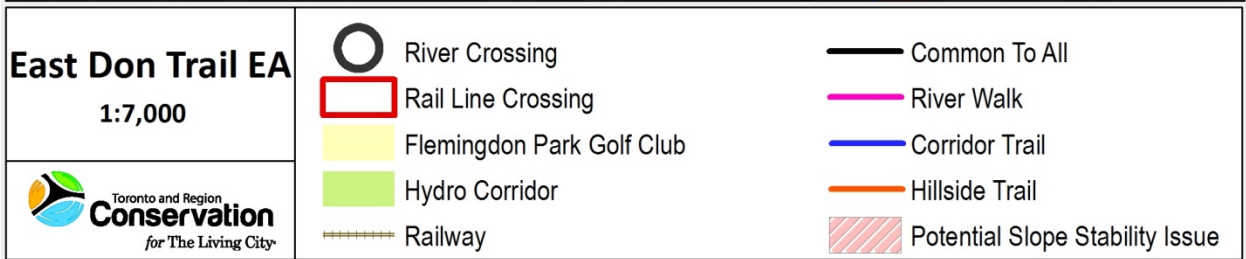 East Don Trail EA
1:7,000
Toronto and Region
Conservation
for The Living City·
River Crossing
Rail Line Crossing
Flemingdon Park Golf Club
Hydro Corridor
Railway
Common To All
River Walk
Corridor Trail
Hillside Trail
Potential Slope Stability Issue